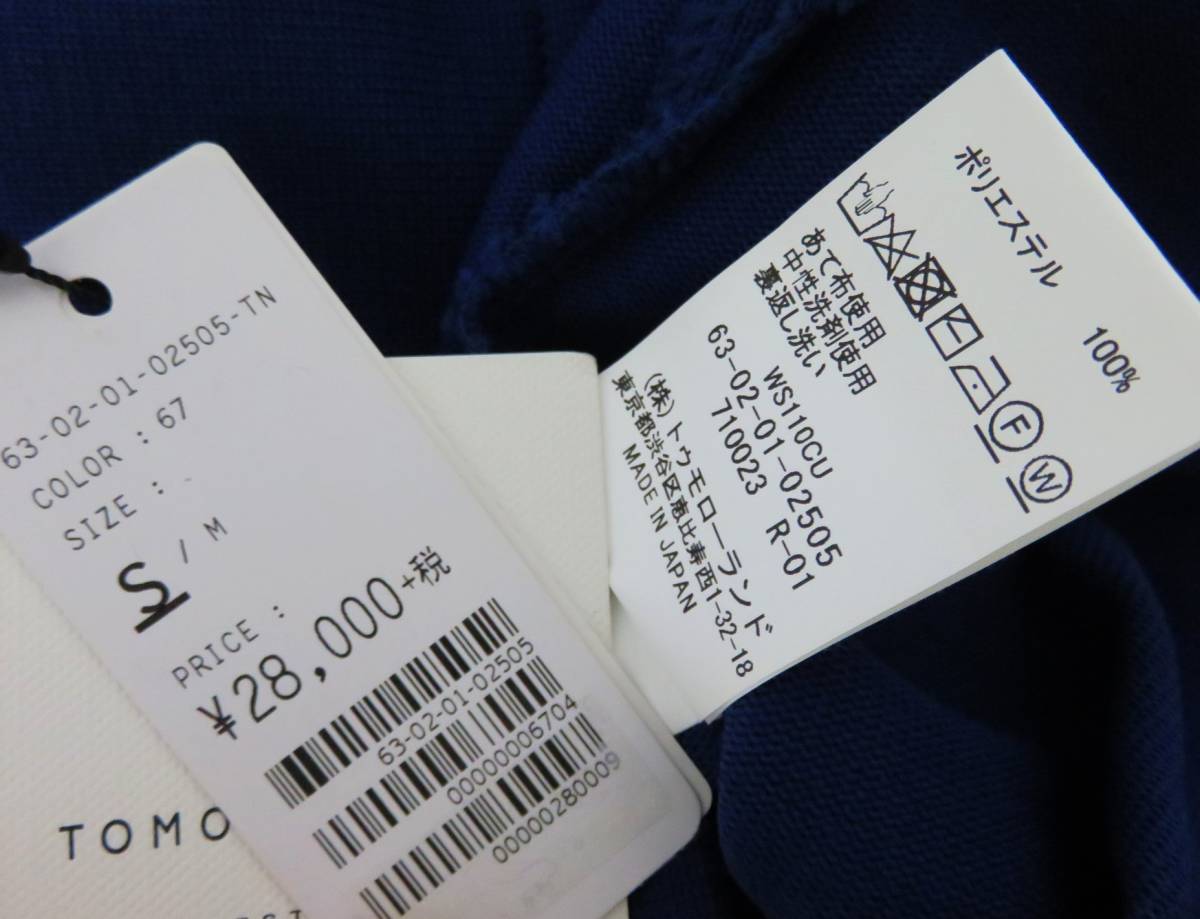 63-02-01-02505-TN
COLOR : 67
SIZE :
S / M
PRICE :
¥28,000+税
63-02-01-02505
00000006704
00000280009
TOMO
ポリエステル 100%
F
W
あて布使用
中性洗剤使用
裏返し洗い
WS110CU
63-02-01-02505
710023 R-01
(株)トゥモローランド
東京都渋谷区恵比寿西1-32-18
MADE IN JAPAN